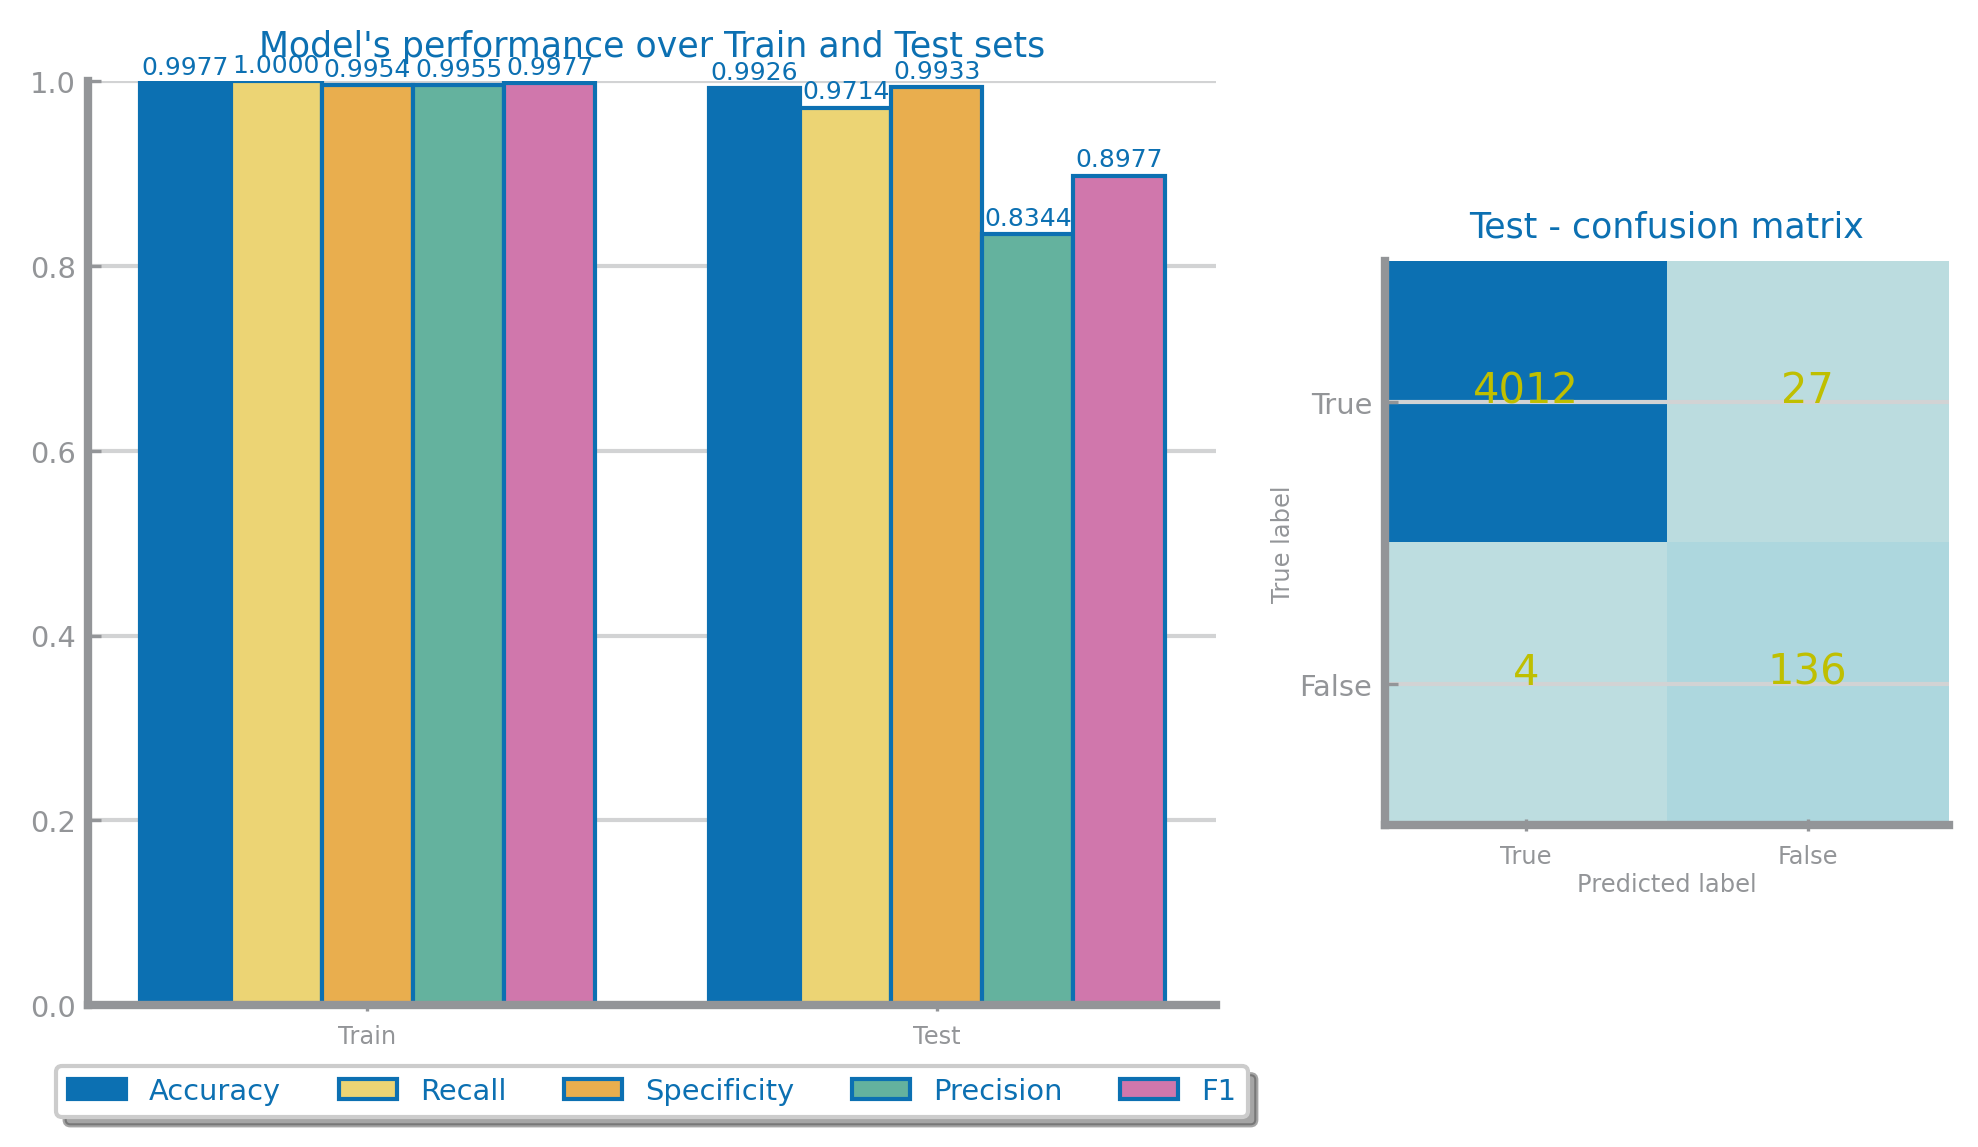 Model's performance over Train and Test sets
0.9977 1.0000 0.9954 0.9955 0.9977 0.9926 0.9714 0.9933 0.8344 0.8977
1.0
0.8
0.6
0.4
0.2
0.0
Train Test
Accuracy Recall Specificity Precision F1
Test - confusion matrix
True label
True 4012 27
False 4 136
True False
Predicted label